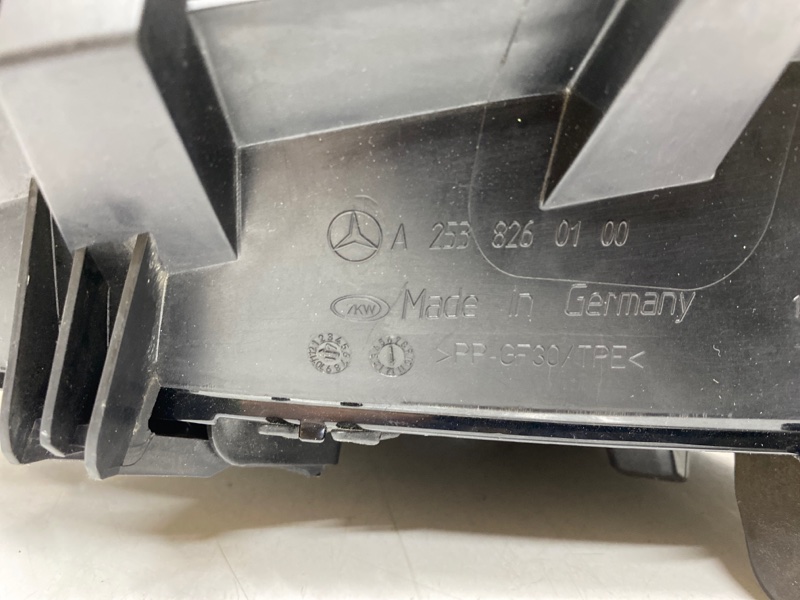 A 253 826 01 00
Made in Germany
>PP-GF30/TPE<